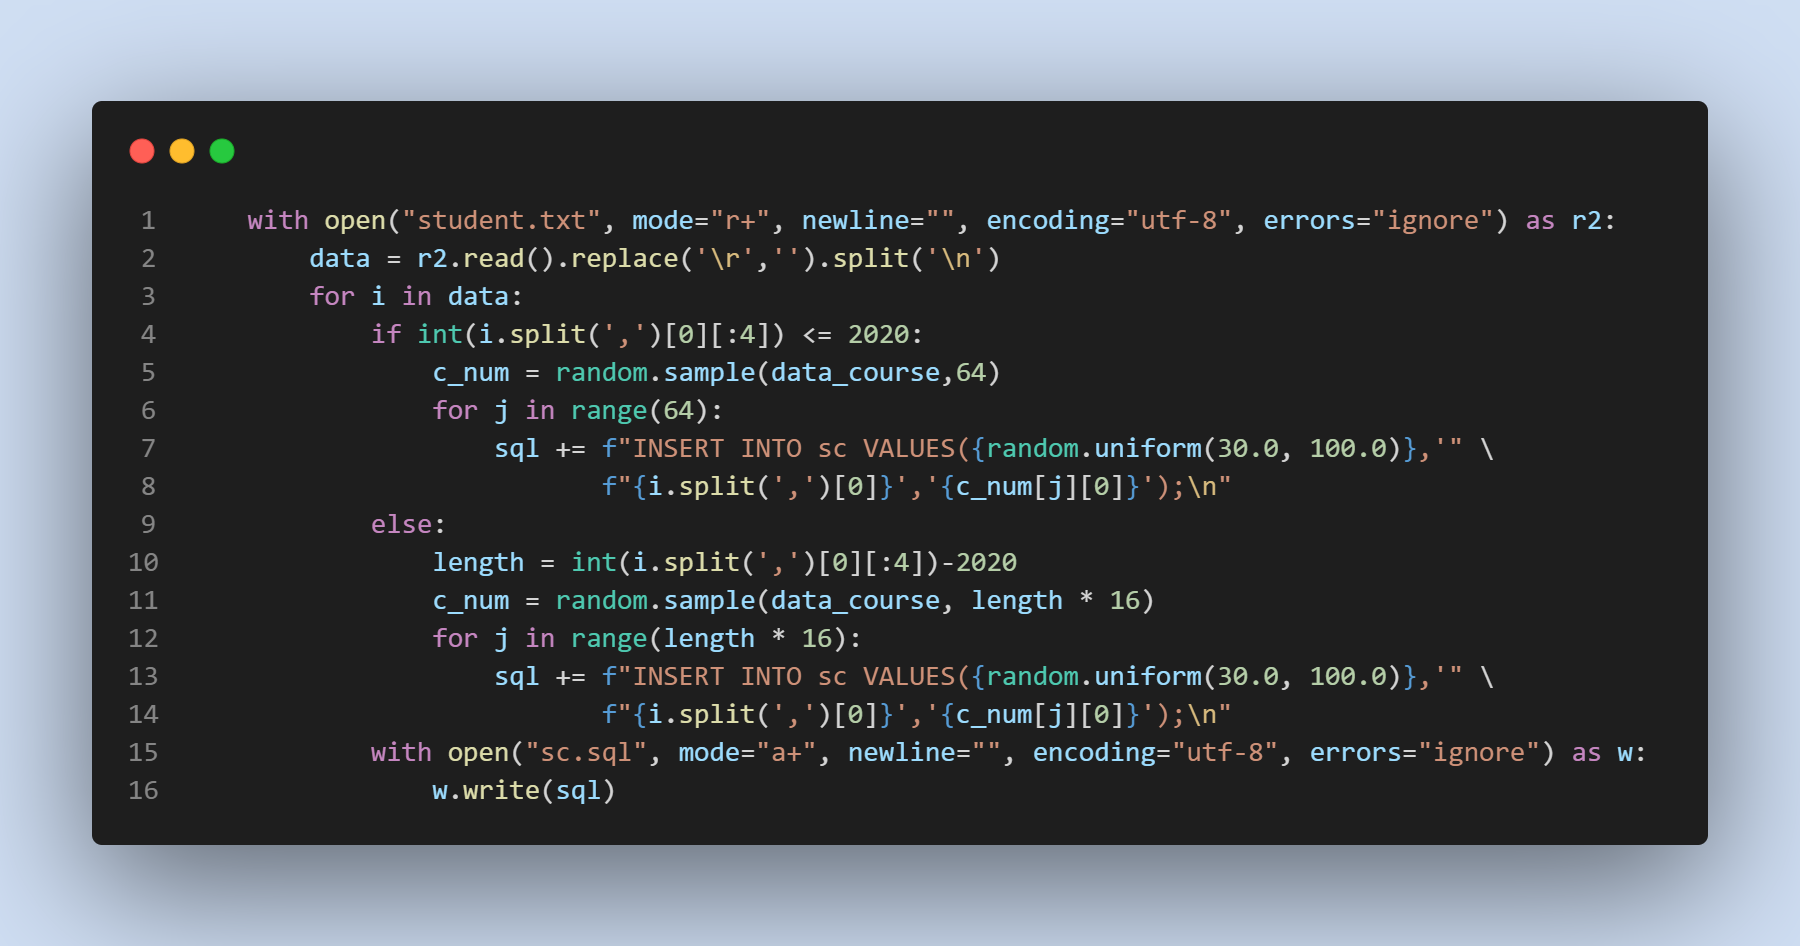 1 with open("student.txt", mode="r+", newline="", encoding="utf-8", errors="ignore") as r2:
2 data = r2.read().replace('\r','').split('\n')
3 for i in data:
4 if int(i.split(',')[0][:4]) <= 2020:
5 c_num = random.sample(data_course,64)
6 for j in range(64):
7 sql += f"INSERT INTO sc VALUES({random.uniform(30.0, 100.0)},'" \
8 f"{i.split(',')[0]}','{c_num[j][0]}');\n"
9 else:
10 length = int(i.split(',')[0][:4])-2020
11 c_num = random.sample(data_course, length * 16)
12 for j in range(length * 16):
13 sql += f"INSERT INTO sc VALUES({random.uniform(30.0, 100.0)},'" \
14 f"{i.split(',')[0]}','{c_num[j][0]}');\n"
15 with open("sc.sql", mode="a+", newline="", encoding="utf-8", errors="ignore") as w:
16 w.write(sql)